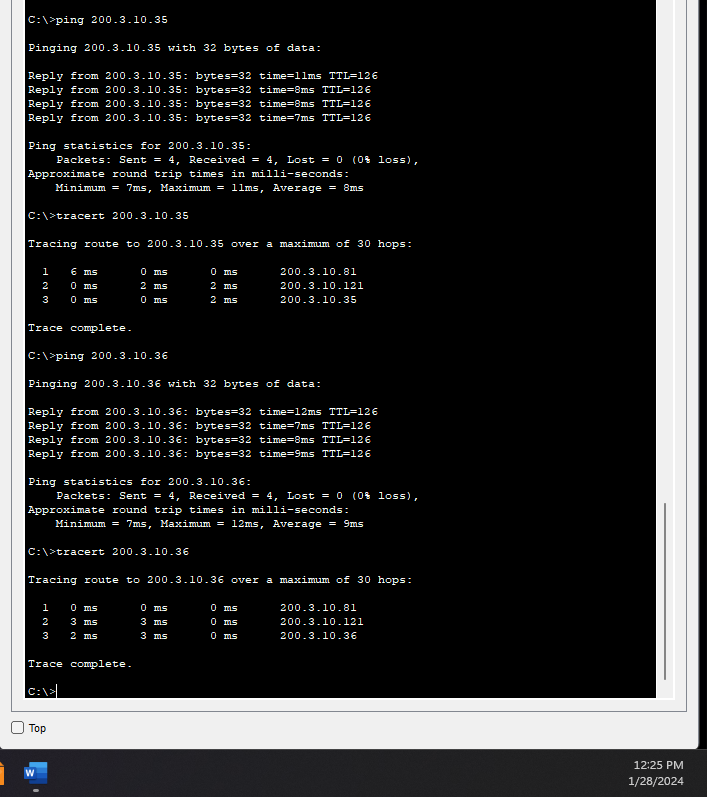 C:\>ping 200.3.10.35
Pinging 200.3.10.35 with 32 bytes of data:
Reply from 200.3.10.35: bytes=32 time=11ms TTL=126
Reply from 200.3.10.35: bytes=32 time=8ms TTL=126
Reply from 200.3.10.35: bytes=32 time=8ms TTL=126
Reply from 200.3.10.35: bytes=32 time=7ms TTL=126
Ping statistics for 200.3.10.35:
    Packets: Sent = 4, Received = 4, Lost = 0 (0% loss),
Approximate round trip times in milli-seconds:
    Minimum = 7ms, Maximum = 11ms, Average = 8ms
C:\>tracert 200.3.10.35
Tracing route to 200.3.10.35 over a maximum of 30 hops:
  1   6 ms      0 ms      0 ms      200.3.10.81
  2   0 ms      2 ms      2 ms      200.3.10.121
  3   0 ms      0 ms      2 ms      200.3.10.35
Trace complete.
C:\>ping 200.3.10.36
Pinging 200.3.10.36 with 32 bytes of data:
Reply from 200.3.10.36: bytes=32 time=12ms TTL=126
Reply from 200.3.10.36: bytes=32 time=7ms TTL=126
Reply from 200.3.10.36: bytes=32 time=8ms TTL=126
Reply from 200.3.10.36: bytes=32 time=9ms TTL=126
Ping statistics for 200.3.10.36:
    Packets: Sent = 4, Received = 4, Lost = 0 (0% loss),
Approximate round trip times in milli-seconds:
    Minimum = 7ms, Maximum = 12ms, Average = 9ms
C:\>tracert 200.3.10.36
Tracing route to 200.3.10.36 over a maximum of 30 hops:
  1   0 ms      0 ms      0 ms      200.3.10.81
  2   3 ms      3 ms      0 ms      200.3.10.121
  3   2 ms      3 ms      0 ms      200.3.10.36
Trace complete.
C:\>
Top
W
12:25 PM
1/28/2024